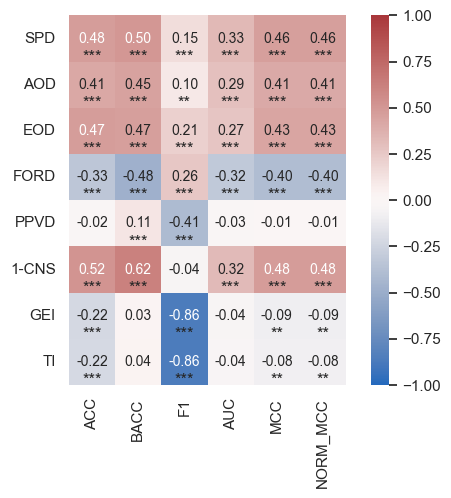 SPD 0.48 0.50 0.15 0.33 0.46 0.46
*** *** *** *** *** ***
AOD 0.41 0.45 0.10 0.29 0.41 0.41
*** *** ** *** *** ***
EOD 0.47 0.47 0.21 0.27 0.43 0.43
*** *** *** *** *** ***
FORD -0.33 -0.48 0.26 -0.32 -0.40 -0.40
*** *** *** *** *** ***
PPVD -0.02 0.11 -0.41 -0.03 -0.01 -0.01
*** ***
1-CNS 0.52 0.62 -0.04 0.32 0.48 0.48
*** *** *** *** ***
GEI -0.22 0.03 -0.86 -0.04 -0.09 -0.09
*** *** ** **
TI -0.22 0.04 -0.86 -0.04 -0.08 -0.08
*** *** ** **
ACC BACC F1 AUC MCC NORM_MCC
1.00
0.75
0.50
0.25
0.00
−0.25
−0.50
−0.75
−1.00